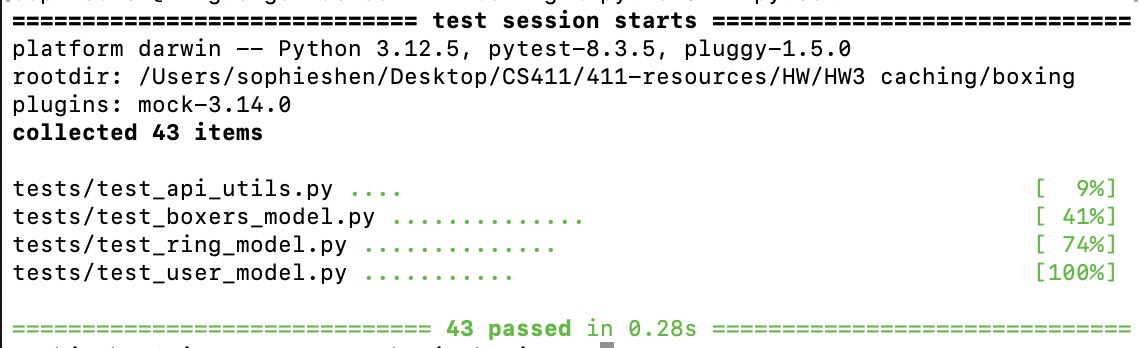 ============================= test session starts ==============================
platform darwin -- Python 3.12.5, pytest-8.3.5, pluggy-1.5.0
rootdir: /Users/sophieshen/Desktop/CS411/411-resources/HW/HW3 caching/boxing
plugins: mock-3.14.0
collected 43 items
tests/test_api_utils.py ....                                             [  9%]
tests/test_boxers_model.py ..............                                [ 41%]
tests/test_ring_model.py ..............                                  [ 74%]
tests/test_user_model.py ...........                                     [100%]
============================== 43 passed in 0.28s ==============================